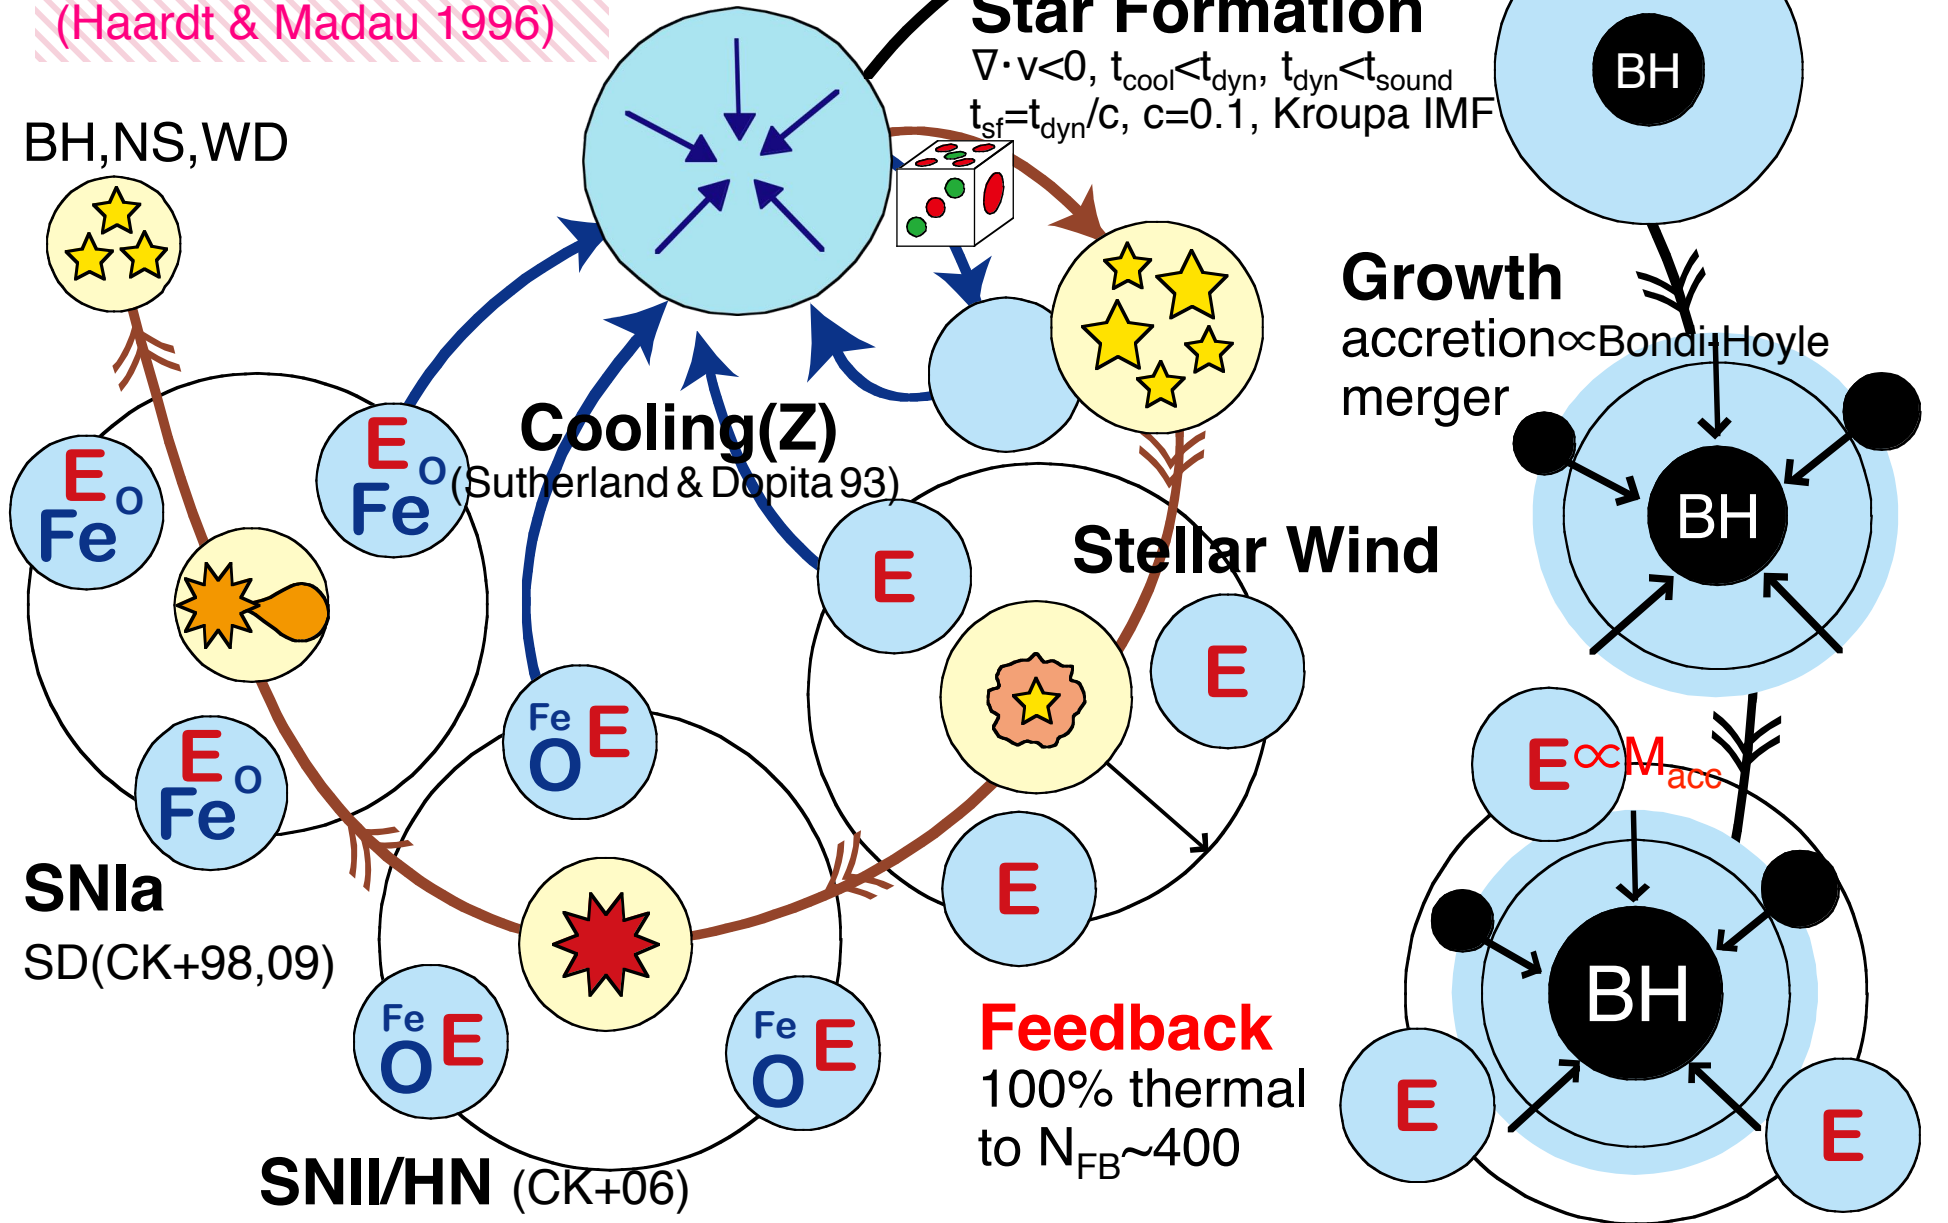 (Haardt & Madau 1996)
Star Formation
∇·v<0, tcool<tdyn, tdyn<tsound
tsf=tdyn/c, c=0.1, Kroupa IMF
BH
BH,NS,WD
Growth
accretion∝Bondi-Hoyle
merger
Cooling(Z)
(Sutherland & Dopita 93)
E
O
Fe
E
O
Fe
BH
Stellar Wind
E
E
E
Fe
O
E
E
O
Fe
E∝Macc
SNIa
SD(CK+98,09)
Fe
O
E
Fe
O
E
SNII/HN (CK+06)
Feedback
100% thermal
to NFB~400
BH
E
E